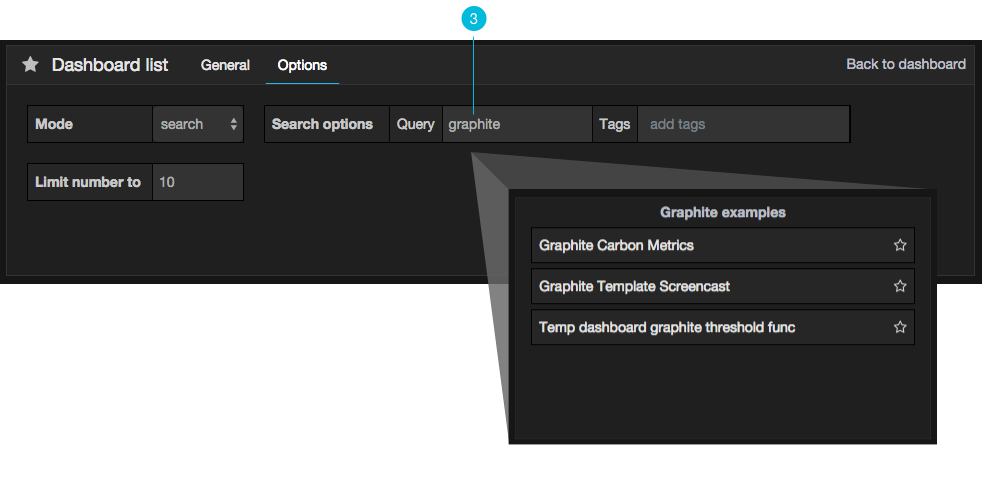 3
Dashboard list General Options Back to dashboard
Mode search Search options Query graphite Tags add tags
Limit number to 10
Graphite examples
Graphite Carbon Metrics
Graphite Template Screencast
Temp dashboard graphite threshold func